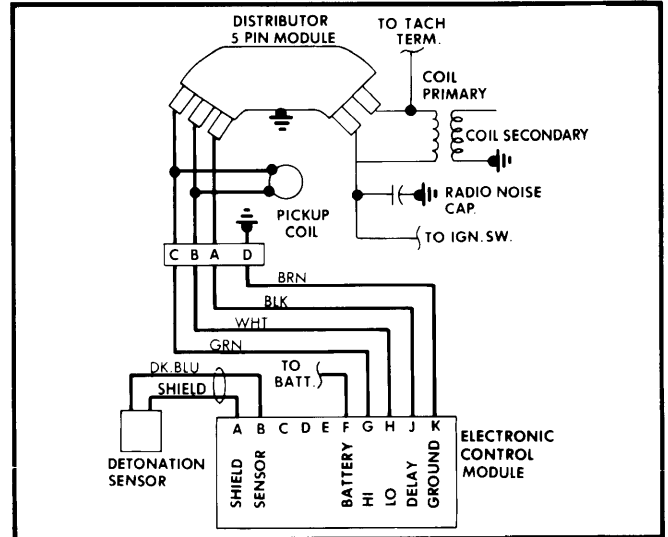 DISTRIBUTOR
5 PIN MODULE
TO TACH
TERM.
COIL
PRIMARY
COIL SECONDARY
RADIO NOISE
CAP.
TO IGN. SW.
PICKUP
COIL
C B A D
BRN
BLK
WHT
GRN
DK.BLU
SHIELD
TO
BATT.
A B C D E F G H J K
SHIELD
SENSOR
BATTERY
HI
LO
DELAY
GROUND
DETONATION
SENSOR
ELECTRONIC
CONTROL
MODULE